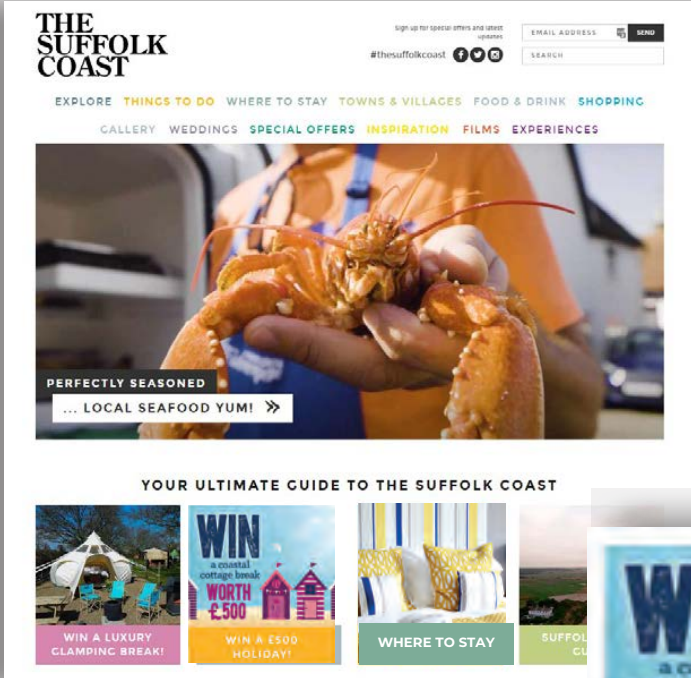 THE
SUFFOLK
COAST
Sign up for special offers and latest
updates
EMAIL ADDRESS
SEND
#thesuffolkcoast
SEARCH
EXPLORE THINGS TO DO WHERE TO STAY TOWNS & VILLAGES FOOD & DRINK SHOPPING
GALLERY WEDDINGS SPECIAL OFFERS INSPIRATION FILMS EXPERIENCES
PERFECTLY SEASONED
... LOCAL SEAFOOD YUM!
YOUR ULTIMATE GUIDE TO THE SUFFOLK COAST
WIN A LUXURY
GLAMPING BREAK!
WIN
a coastal
cottage break
WORTH
£500
WIN A £500
HOLIDAY!
WHERE TO STAY